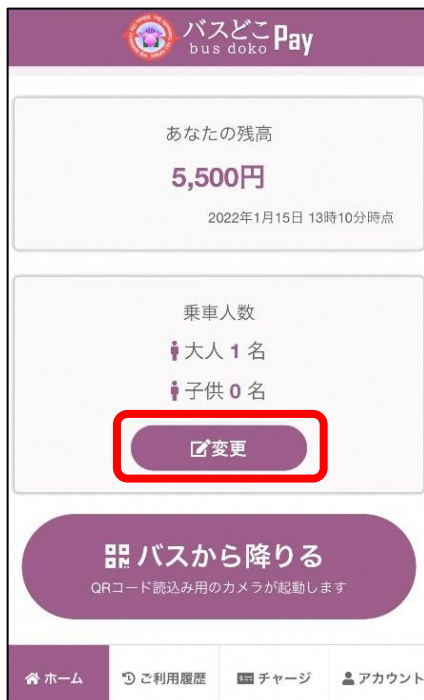 バスどこ Pay
bus doko
あなたの残高
5,500円
2022年1月15日 13時10分時点
乗車人数
大人 1 名
子供 0 名
変更
バスから降りる
QRコード読込み用のカメラが起動します
ホーム ご利用履歴 チャージ アカウント